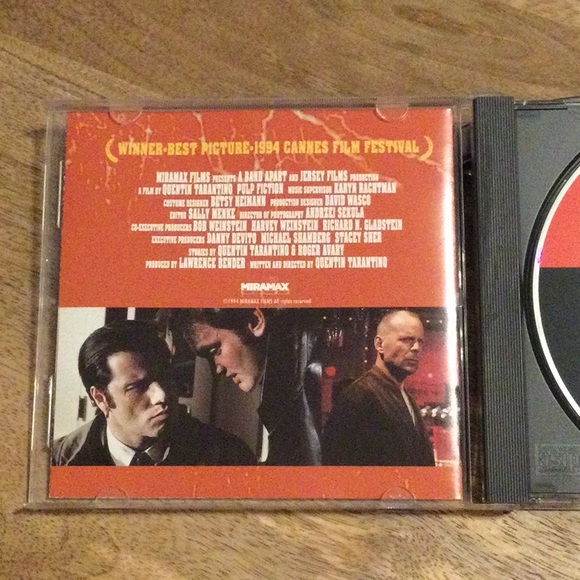 WINNER•BEST PICTURE•1994 CANNES FILM FESTIVAL
MIRAMAX FILMS PRESENTS A BAND APART AND JERSEY FILMS PRODUCTION
A FILM BY QUENTIN TARANTINO PULP FICTION MUSIC SUPERVISOR KARYN RACHTMAN
COSTUME DESIGNER BETSY HEIMANN PRODUCTION DESIGNER DAVID WASCO
EDITOR SALLY MENKE DIRECTOR OF PHOTOGRAPHY ANDRZEJ SEKULA
CO-EXECUTIVE PRODUCERS BOB WEINSTEIN HARVEY WEINSTEIN RICHARD N. GLADSTEIN
EXECUTIVE PRODUCERS DANNY DEVITO MICHAEL SHAMBERG STACEY SHER
STORIES BY QUENTIN TARANTINO & ROGER AVARY
PRODUCED BY LAWRENCE BENDER WRITTEN AND DIRECTED BY QUENTIN TARANTINO
MIRAMAX
©1994 MIRAMAX FILMS All rights reserved